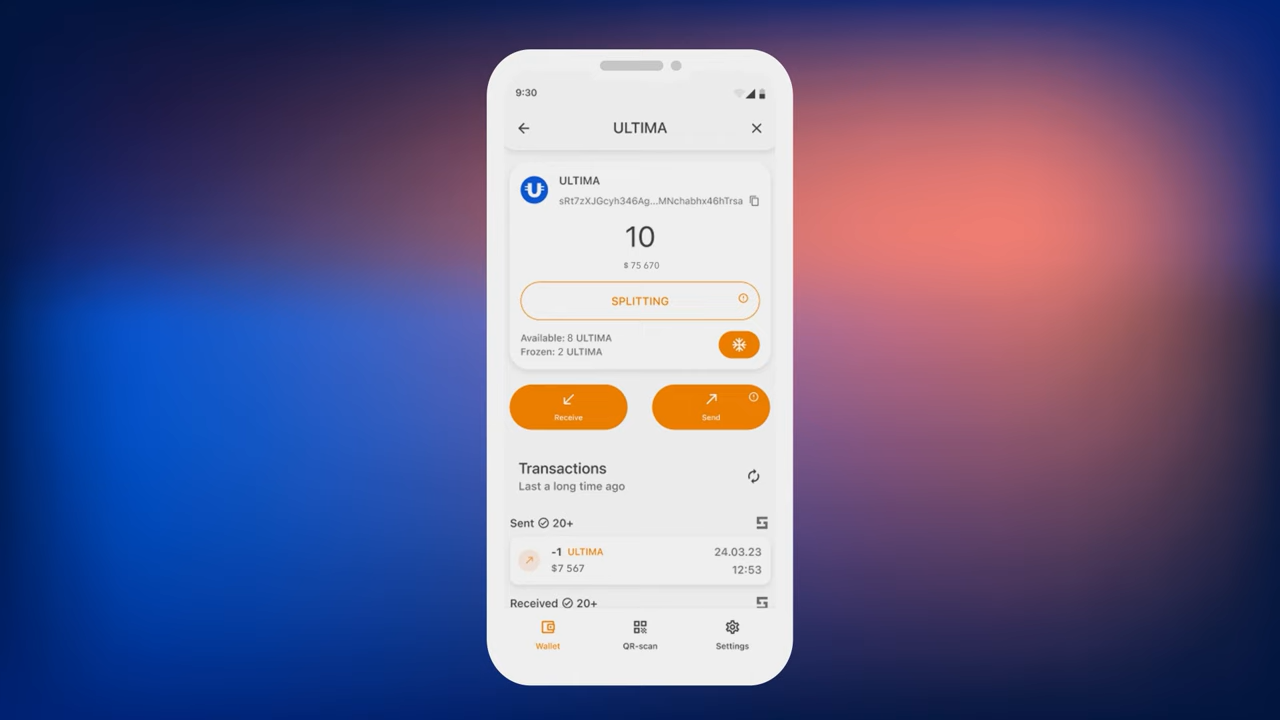 9:30
ULTIMA
ULTIMA
sRt7zXJGcyh346Ag...MNchabhx46hTrsa
10
$ 75 670
SPLITTING
Available: 8 ULTIMA
Frozen: 2 ULTIMA
Receive
Send
Transactions
Last a long time ago
Sent 20+
-1 ULTIMA
24.03.23
$7 567
12:53
Received 20+
Wallet
QR-scan
Settings